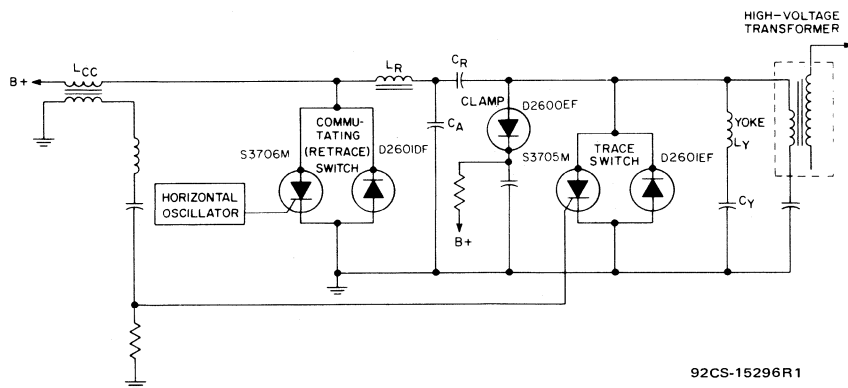 HIGH-VOLTAGE
TRANSFORMER
LCC
B+
LR
CR
CLAMP
D2600EF
CA
COMMU-
TATING
(RETRACE)
SWITCH
S3706M
D2601DF
HORIZONTAL
OSCILLATOR
B+
S3705M
TRACE
SWITCH
D2601EF
YOKE
LY
CY
92CS-15296R1